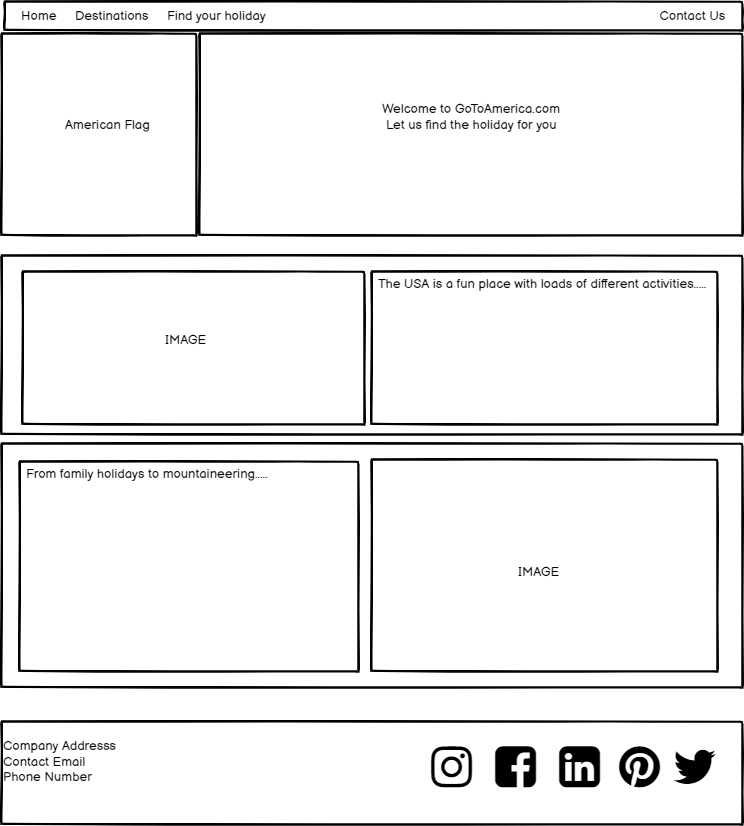 Home Destinations Find your holiday Contact Us
American Flag
Welcome to GoToAmerica.com
Let us find the holiday for you
IMAGE
The USA is a fun place with loads of different activities.....
From family holidays to mountaineering.....
IMAGE
Company Addresss
Contact Email
Phone Number